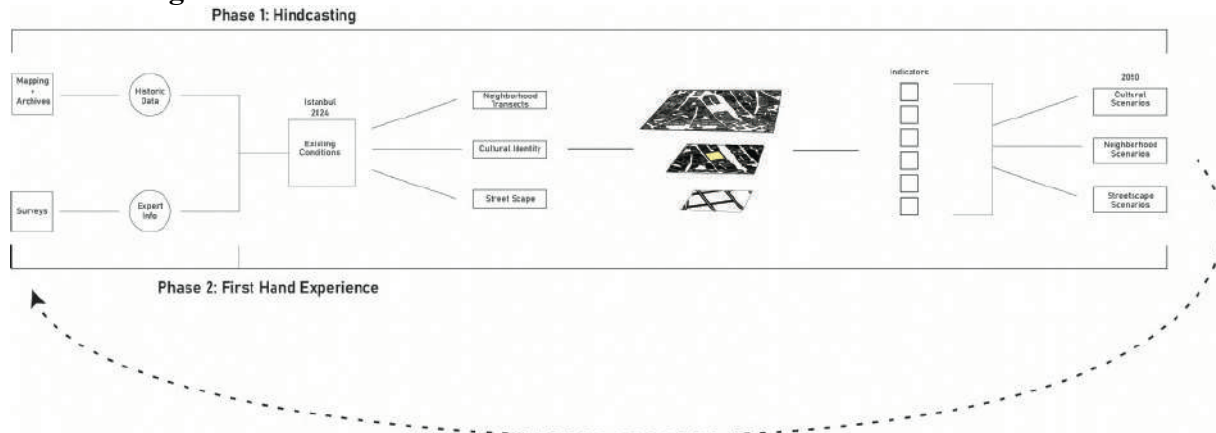 Phase 1: Hindcasting
Mapping
+
Archives
Historic
Data
Istanbul
2024
Existing
Conditions
Surveys
Expert
Info
Neighborhood
Transects
Cultural Identity
Street Scape
Indicators
Cultural
Scenarios
Neighborhood
Scenarios
Streetscape
Scenarios
Phase 2: First Hand Experience